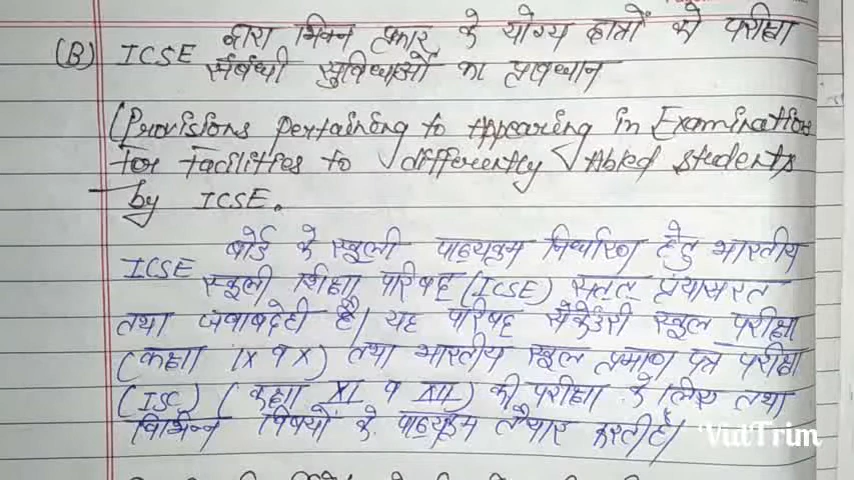 (B) ICSE द्वारा भिन्न प्रकार के योग्य छात्रों को परीक्षा
संबंधी सुविधाओं का प्रावधान
(Provisions pertaining to Appearing in Examination
for facilities to differently Abled students
by ICSE.
ICSE बोर्ड के स्कूली पाठ्यक्रम निर्धारण हेतु भारतीय
स्कूली शिक्षा परिषद (ICSE) सतत् प्रयासरत
तथा जवाबदेही है। यह परिषद सेकेंडरी स्कूल परीक्षा
(कक्षा IX व X) तथा भारतीय स्कूल प्रमाण पत्र परीक्षा
(ISC) (कक्षा XI व XII) की परीक्षा के लिए तथा
विभिन्न विषयों के पाठ्यक्रम तैयार करती है।
VidTrim